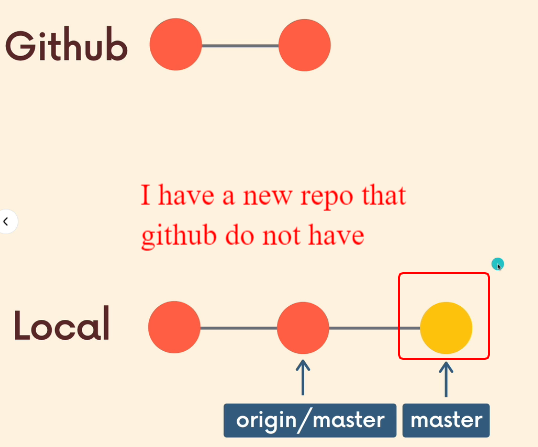 Github
I have a new repo that
github do not have
Local
origin/master
master